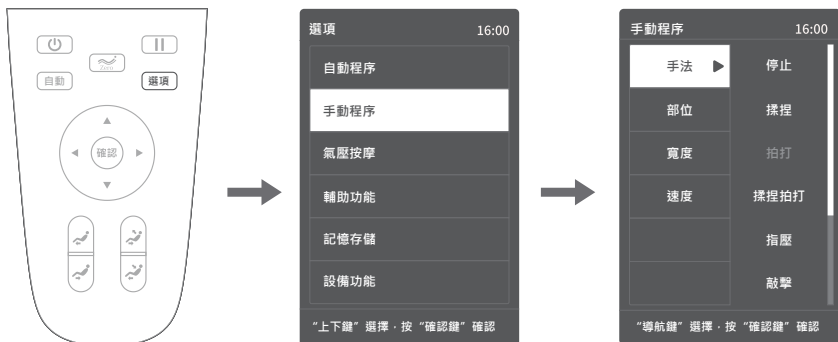 Zero
自動
選項
確認
選項 16:00
自動程序
手動程序
氣壓按摩
輔助功能
記憶存儲
設備功能
“上下鍵” 選擇，按 “確認鍵” 確認
手動程序 16:00
手法 停止
部位 揉捏
寬度 拍打
速度 揉捏拍打
指壓
敲擊
“導航鍵” 選擇，按 “確認鍵” 確認